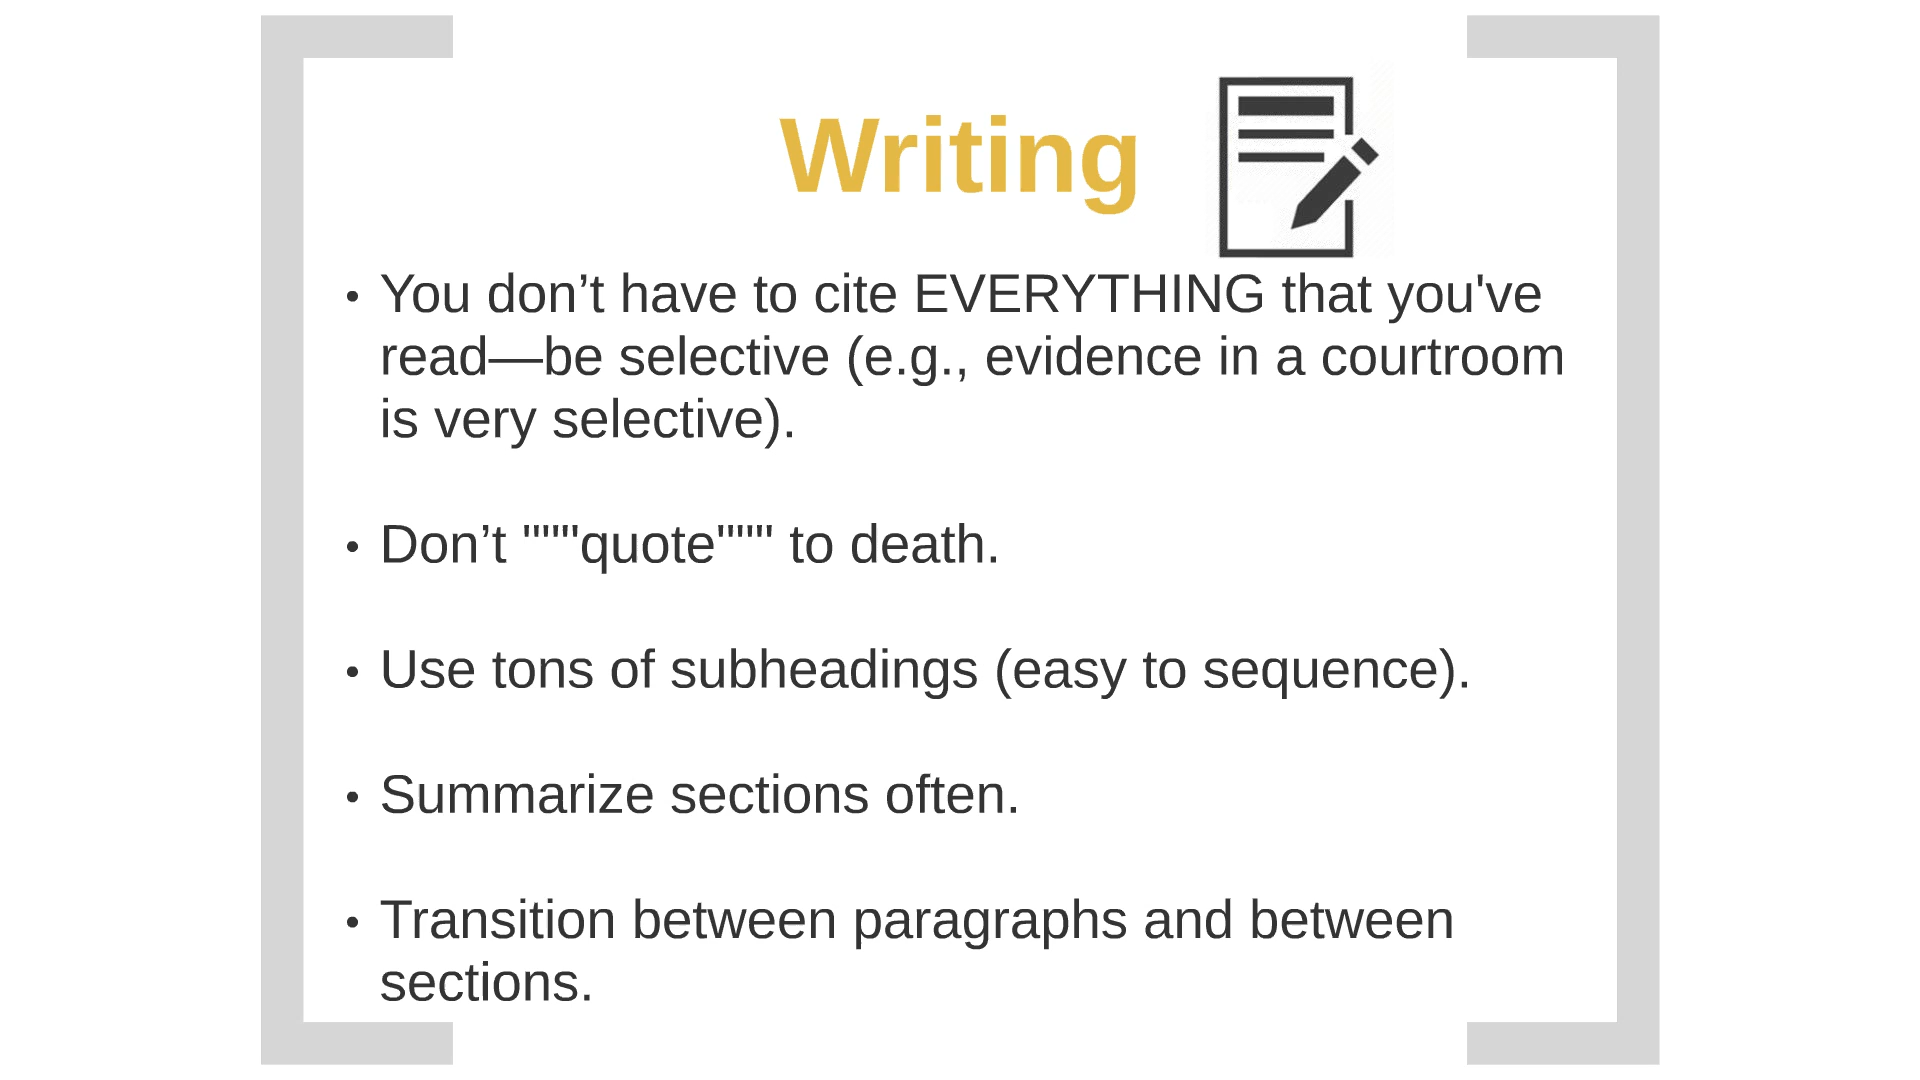 Writing
• You don’t have to cite EVERYTHING that you've
read—be selective (e.g., evidence in a courtroom
is very selective).
• Don’t """quote""" to death.
• Use tons of subheadings (easy to sequence).
• Summarize sections often.
• Transition between paragraphs and between
sections.